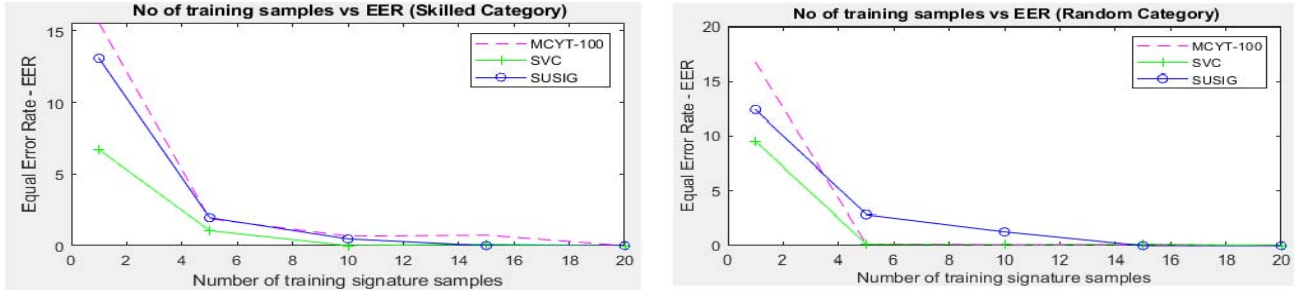 No of training samples vs EER (Skilled Category)
15
10
5
0
Equal Error Rate - EER
MCYT-100
SVC
SUSIG
0 2 4 6 8 10 12 14 16 18 20
Number of training signature samples
No of training samples vs EER (Random Category)
20
15
10
5
0
Equal Error Rate - EER
MCYT-100
SVC
SUSIG
0 2 4 6 8 10 12 14 16 18 20
Number of training signature samples